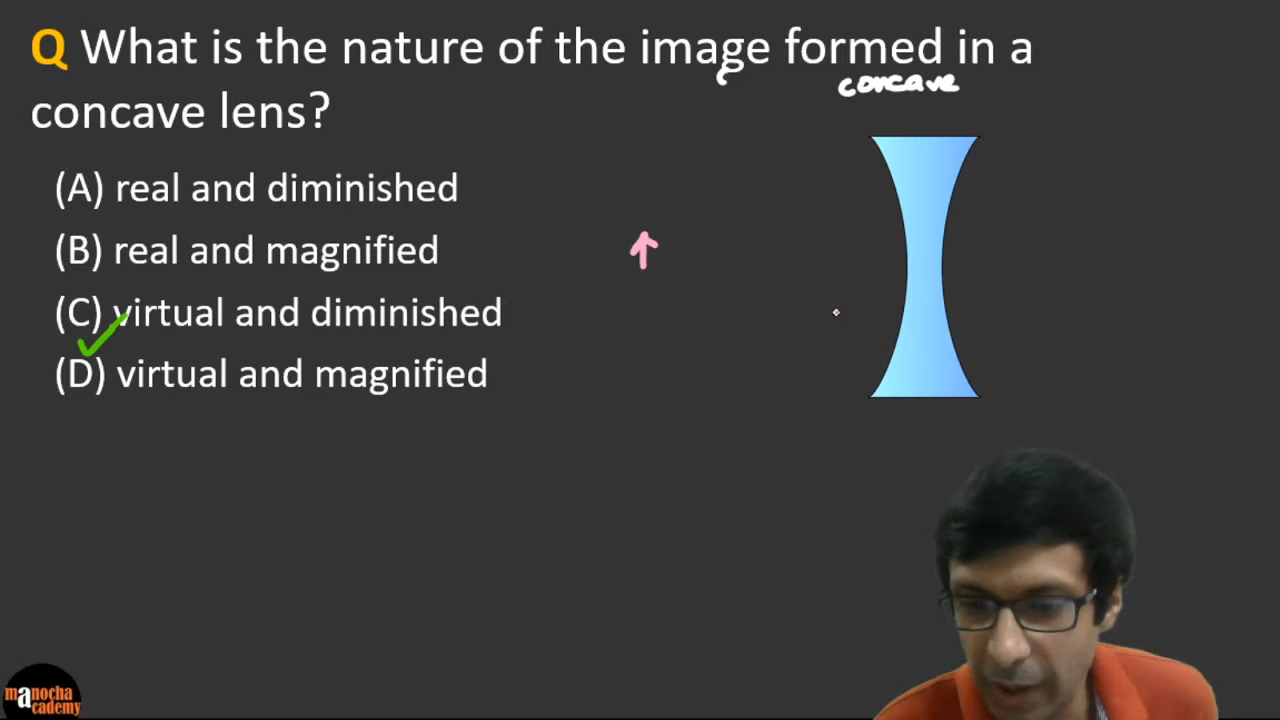 Q What is the nature of the image formed in a
concave
concave lens?
(A) real and diminished
(B) real and magnified
(C) virtual and diminished
(D) virtual and magnified
manocha
academy